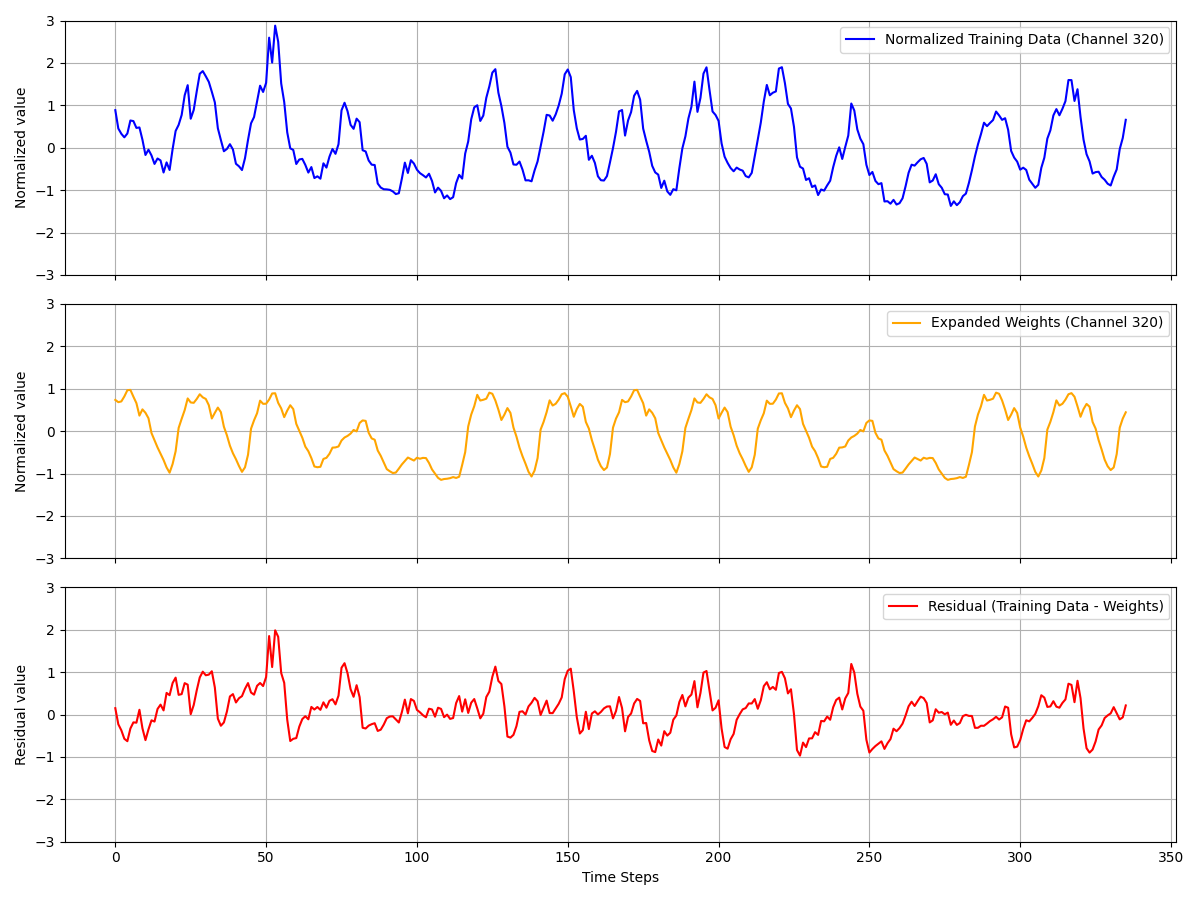 Normalized value
3
2
1
0
−1
−2
−3
Normalized Training Data (Channel 320)
Normalized value
3
2
1
0
−1
−2
−3
Expanded Weights (Channel 320)
Residual value
3
2
1
0
−1
−2
−3
Residual (Training Data - Weights)
0 50 100 150 200 250 300 350
Time Steps